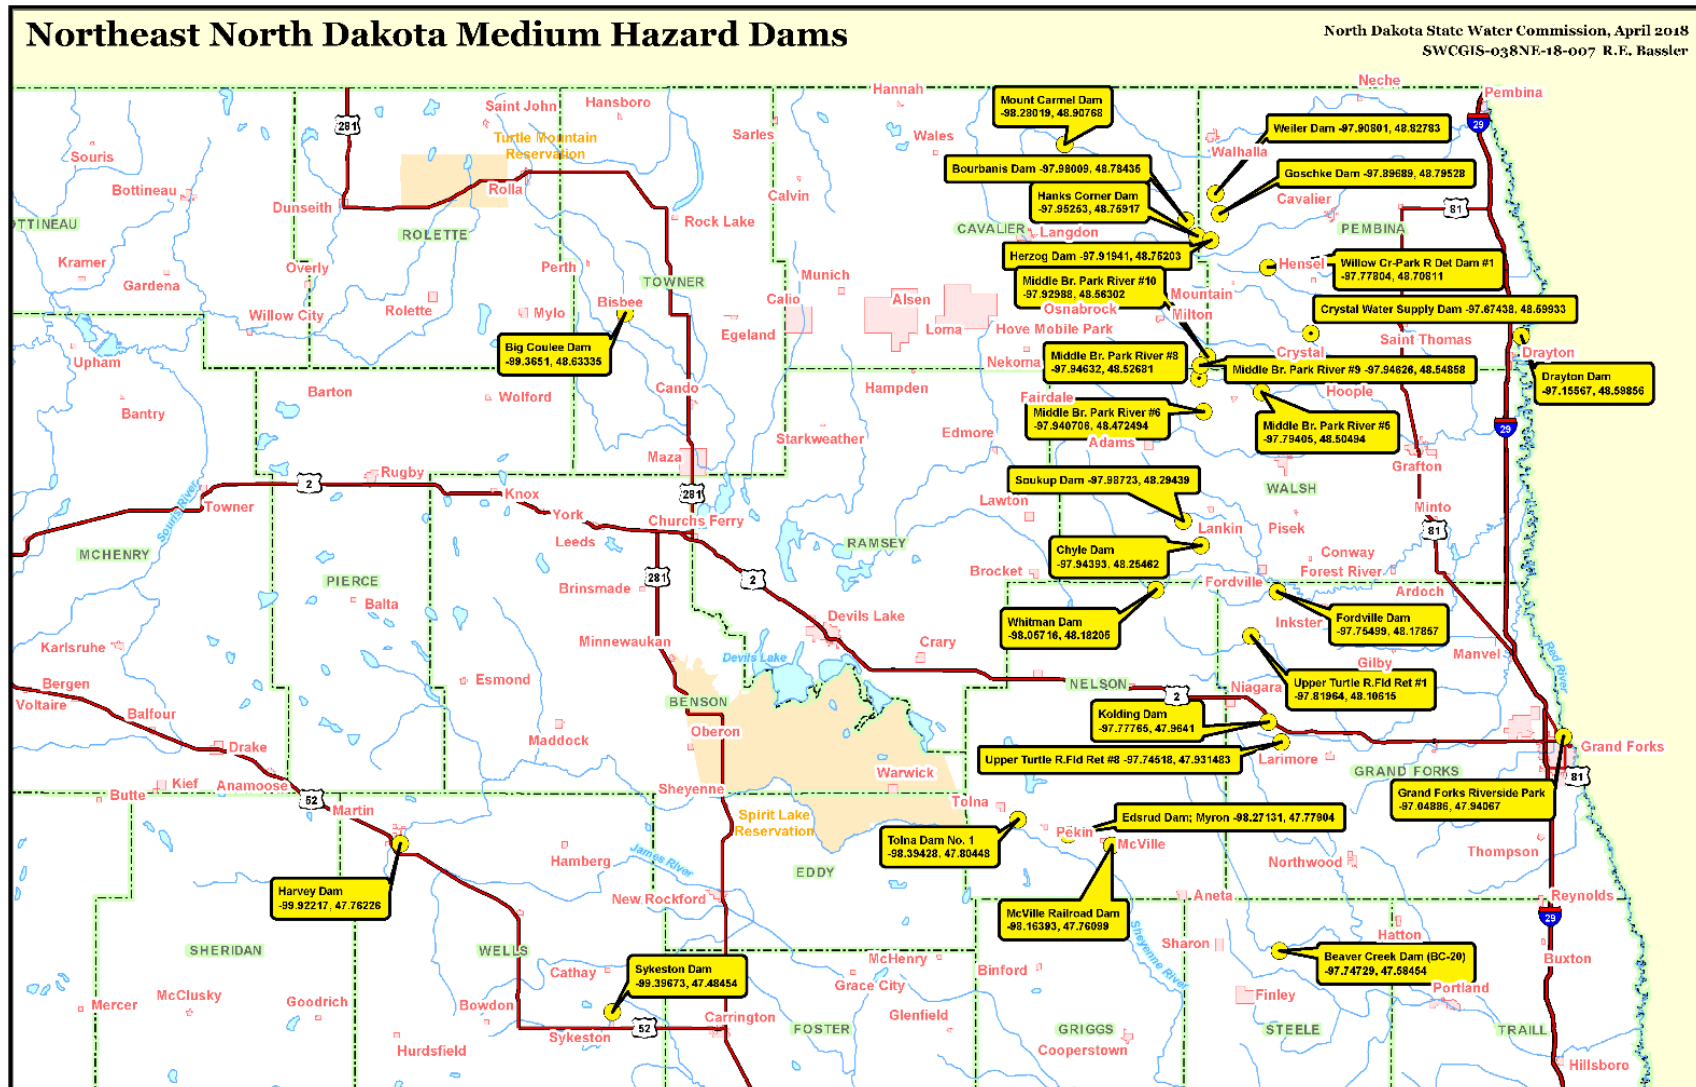 Northeast North Dakota Medium Hazard Dams
North Dakota State Water Commission, April 2018
SWCGIS-038NE-18-007 R.E. Bassler
Neche
Pembina
Hannah
Saint John
Hansboro
Sarles
Wales
Walhalla
281
29
Mount Carmel Dam
-98.28019, 48.90768
Weiler Dam -97.90801, 48.82783
Turtle Mountain
Reservation
Souris
Bottineau
Rolla
Dunseith
Calvin
Rock Lake
Bourbanis Dam -97.98009, 48.78435
Goschke Dam -97.89689, 48.79528
Hanks Corner Dam
-97.95263, 48.75917
Cavalier
81
OTTINEAU
ROLETTE
CAVALIER
Langdon
PEMBINA
Herzog Dam -97.91941, 48.75203
Kramer
Gardena
Overly
Perth
TOWNER
Munich
Hensel
Willow Cr-Park R Det Dam #1
-97.77804, 48.70811
Middle Br. Park River #10
-97.92988, 48.56302
Mountain
Milton
Osnabrock
Willow City
Rolette
Mylo
Bisbee
Egeland
Calio
Alsen
Loma
Hove Mobile Park
Nekoma
Crystal Water Supply Dam -97.67438, 48.59933
Saint Thomas
Crystal
Drayton
Big Coulee Dam
-99.3651, 48.63335
Upham
Middle Br. Park River #8
-97.94632, 48.52681
Middle Br. Park River #9 -97.94626, 48.54858
Drayton Dam
-97.15567, 48.59856
Bantry
Barton
Wolford
Cando
Hampden
Fairdale
Hoople
Middle Br. Park River #6
-97.940706, 48.472494
Middle Br. Park River #5
-97.79405, 48.50494
29
Starkweather
Edmore
Adams
Maza
Grafton
Rugby
2
Towner
Souris River
Knox
281
Soukup Dam -97.98723, 48.29439
WALSH
Lawton
Minto
York
Churchs Ferry
Lankin
Pisek
81
Leeds
MCHENRY
PIERCE
RAMSEY
Chyle Dam
-97.94393, 48.25462
Conway
Forest River
Brocket
Fordville
Ardoch
281
2
Brinsmade
Balta
Devils Lake
Whitman Dam
-98.05716, 48.18205
Inkster
Fordville Dam
-97.75499, 48.17857
Karlsruhe
Minnewaukan
Devils Lake
Crary
Gilby
Manvel
Red River
Bergen
Voltaire
Esmond
BENSON
NELSON
2
Niagara
Upper Turtle R.Fld Ret #1
-97.81964, 48.10615
Balfour
Drake
Maddock
Oberon
Kolding Dam
-97.77765, 47.9641
Upper Turtle R.Fld Ret #8 -97.74518, 47.931483
Larimore
Grand Forks
GRAND FORKS
81
Kief
Anamoose
Butte
52
Martin
Sheyenne
Warwick
Tolna
Grand Forks Riverside Park
-97.04886, 47.94067
Spirit Lake
Reservation
Edsrud Dam; Myron -98.27131, 47.77904
Pekin
McVille
Tolna Dam No. 1
-98.39428, 47.80448
Thompson
Northwood
Hamberg
James River
EDDY
Harvey Dam
-99.92217, 47.76226
New Rockford
Aneta
Reynolds
McVille Railroad Dam
-98.16393, 47.76099
29
SHERIDAN
WELLS
Sheyenne River
Sharon
Hatton
Buxton
Beaver Creek Dam (BC-20)
-97.74729, 47.58454
Sykeston Dam
-99.39673, 47.48454
Cathay
McHenry
Grace City
Binford
Mercer
McClusky
Goodrich
Bowdon
Finley
Portland
Carrington
Glenfield
52
Sykeston
FOSTER
GRIGGS
STEELE
TRAILL
Hurdsfield
Cooperstown
Hillsboro